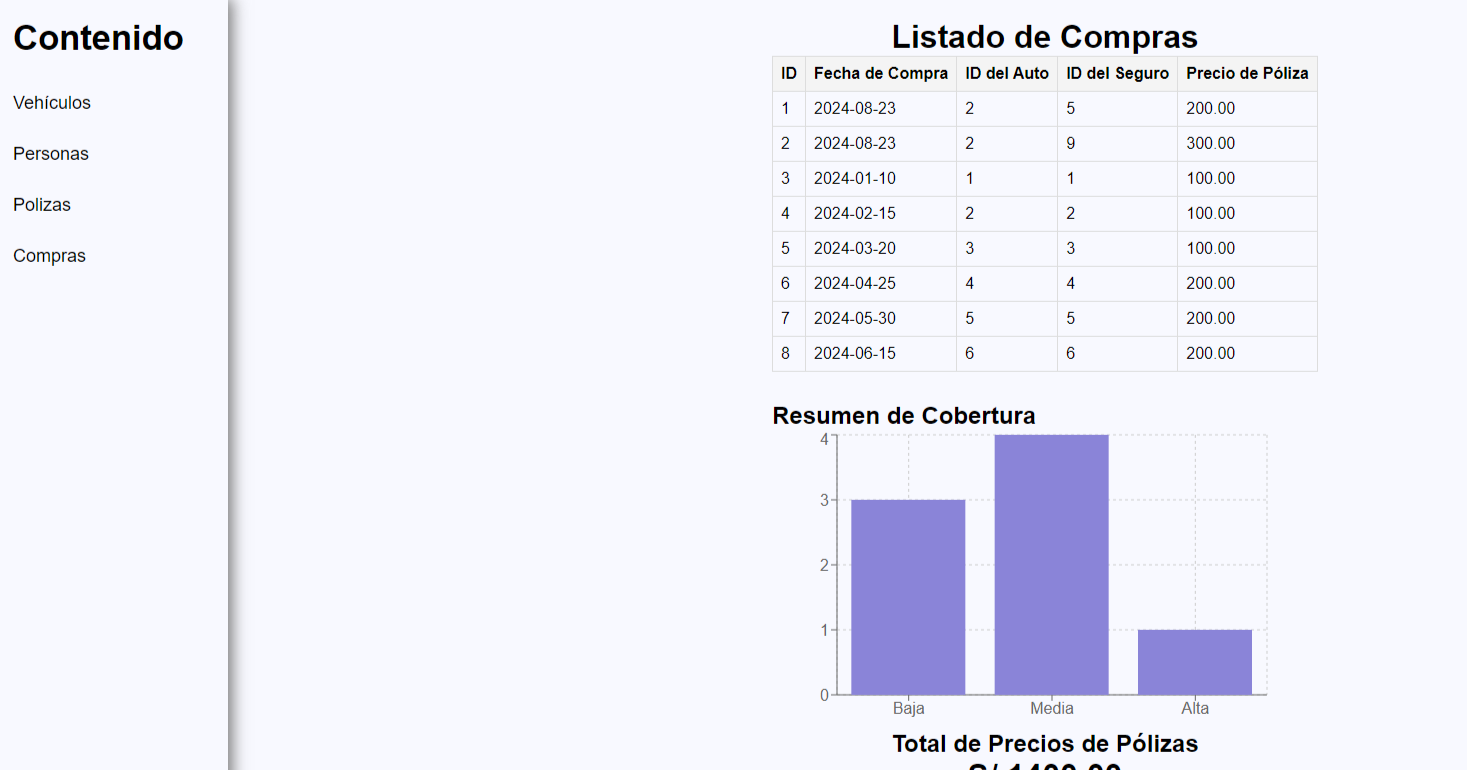 Contenido
Vehículos
Personas
Polizas
Compras
Listado de Compras
ID Fecha de Compra ID del Auto ID del Seguro Precio de Póliza
1 2024-08-23 2 5 200.00
2 2024-08-23 2 9 300.00
3 2024-01-10 1 1 100.00
4 2024-02-15 2 2 100.00
5 2024-03-20 3 3 100.00
6 2024-04-25 4 4 200.00
7 2024-05-30 5 5 200.00
8 2024-06-15 6 6 200.00
Resumen de Cobertura
4
3
2
1
0
Baja Media Alta
Total de Precios de Pólizas
S/ 1400.00